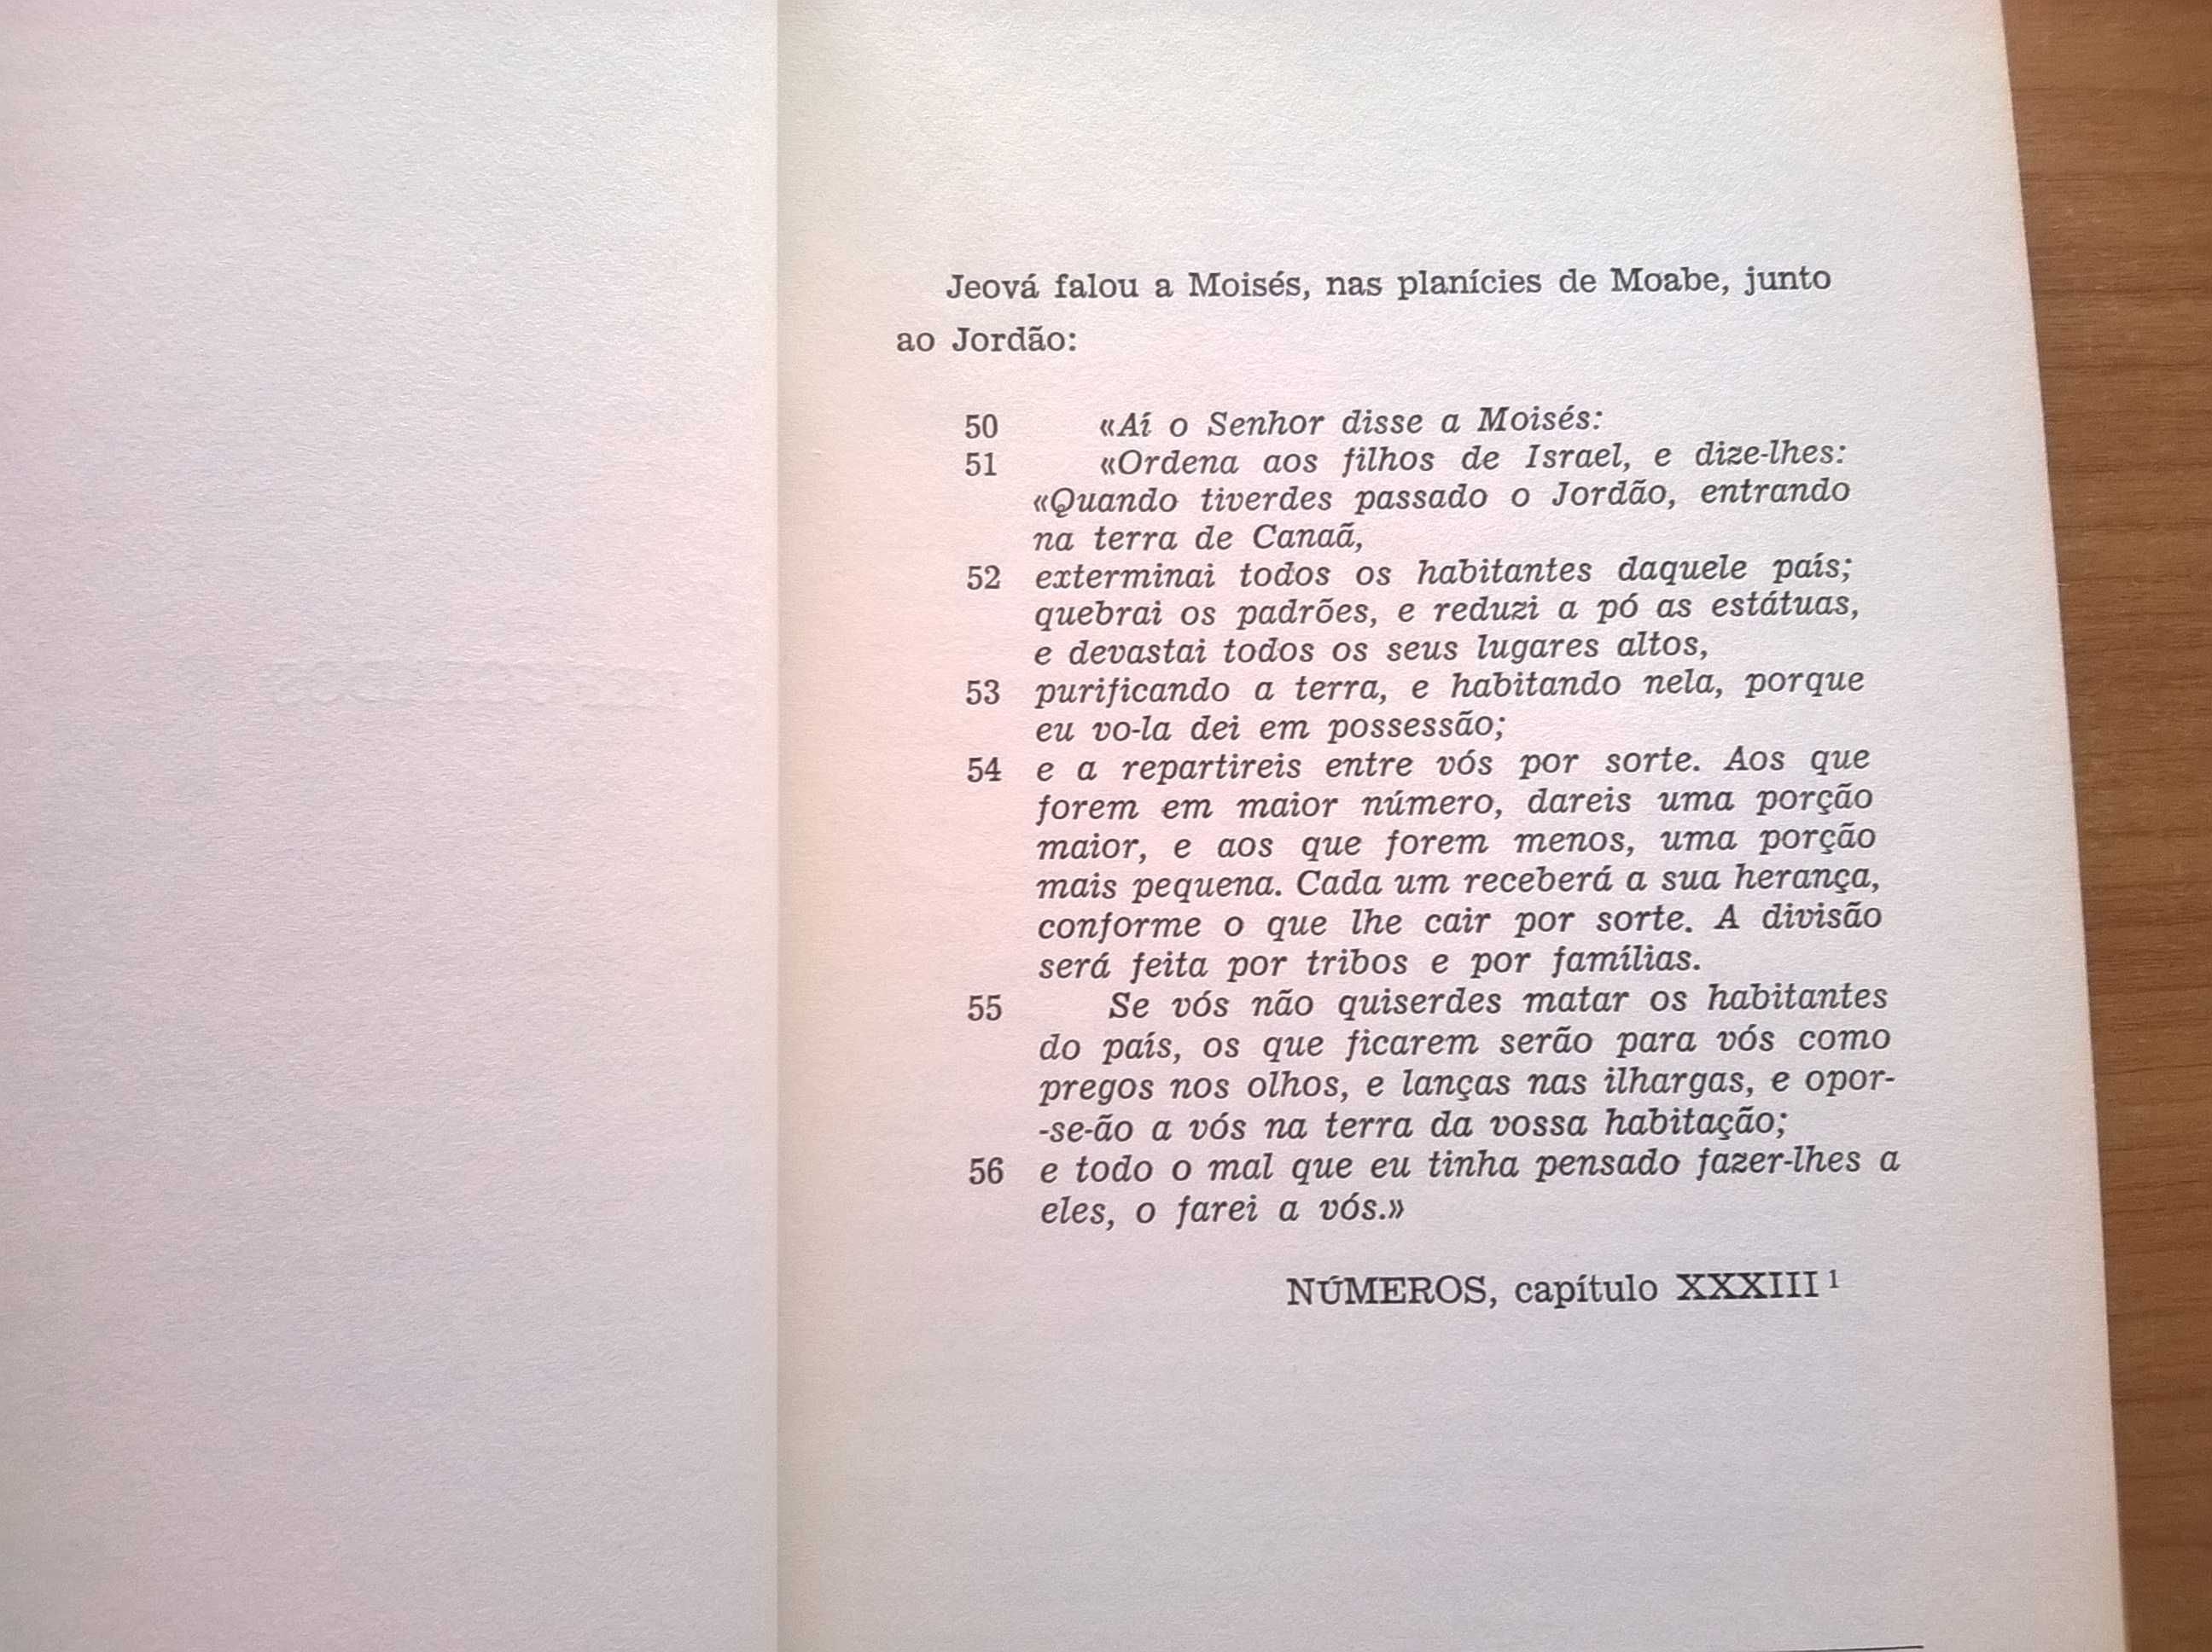 Jeová falou a Moisés, nas planícies de Moabe, junto
ao Jordão:
50 «Aí o Senhor disse a Moisés:
51 «Ordena aos filhos de Israel, e dize-lhes:
«Quando tiverdes passado o Jordão, entrando
na terra de Canaã,
52 exterminai todos os habitantes daquele país;
quebrai os padrões, e reduzi a pó as estátuas,
e devastai todos os seus lugares altos,
53 purificando a terra, e habitando nela, porque
eu vo-la dei em possessão;
54 e a repartireis entre vós por sorte. Aos que
forem em maior número, dareis uma porção
maior, e aos que forem menos, uma porção
mais pequena. Cada um receberá a sua herança,
conforme o que lhe cair por sorte. A divisão
será feita por tribos e por famílias.
55 Se vós não quiserdes matar os habitantes
do país, os que ficarem serão para vós como
pregos nos olhos, e lanças nas ilhargas, e opor-
-se-ão a vós na terra da vossa habitação;
56 e todo o mal que eu tinha pensado fazer-lhes a
eles, o farei a vós.»
NÚMEROS, capítulo XXXIII ¹